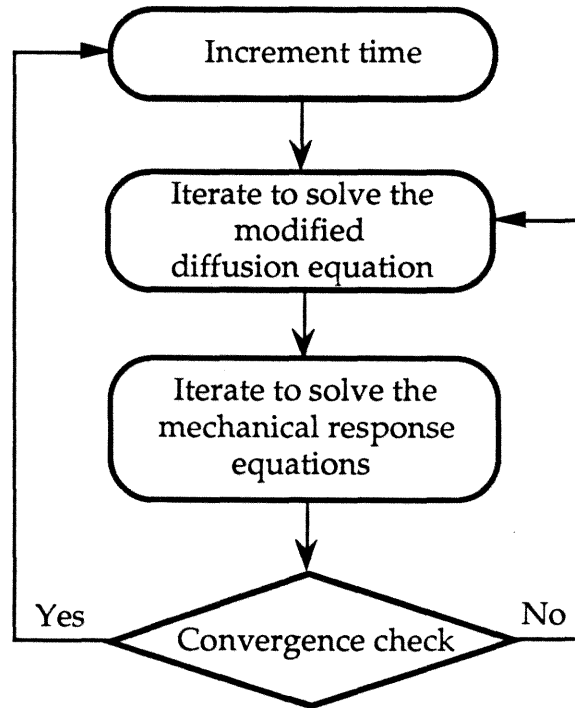 Increment time
Iterate to solve the
modified
diffusion equation
Iterate to solve the
mechanical response
equations
Yes
No
Convergence check